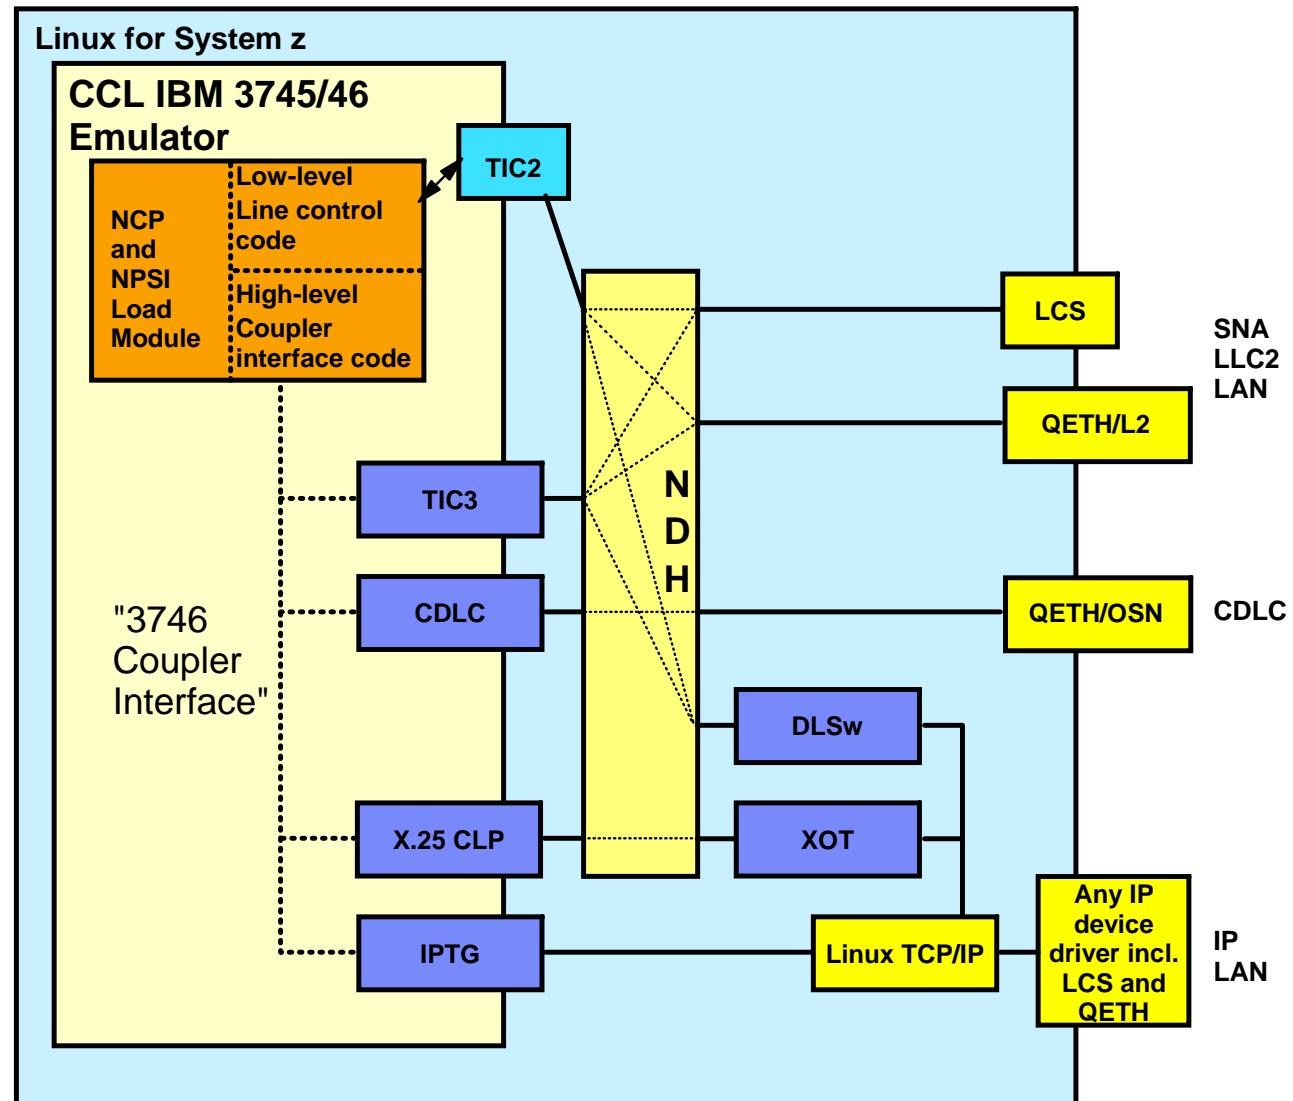 Linux for System z
CCL IBM 3745/46
Emulator
TIC2
NCP
and
NPSI
Load
Module
Low-level
Line control
code
High-level
Coupler
interface code
LCS
SNA
LLC2
LAN
QETH/L2
N
D
H
TIC3
CDLC
QETH/OSN
CDLC
"3746
Coupler
Interface"
DLSw
X.25 CLP
XOT
IPTG
Linux TCP/IP
Any IP
device
driver incl.
LCS and
QETH
IP
LAN